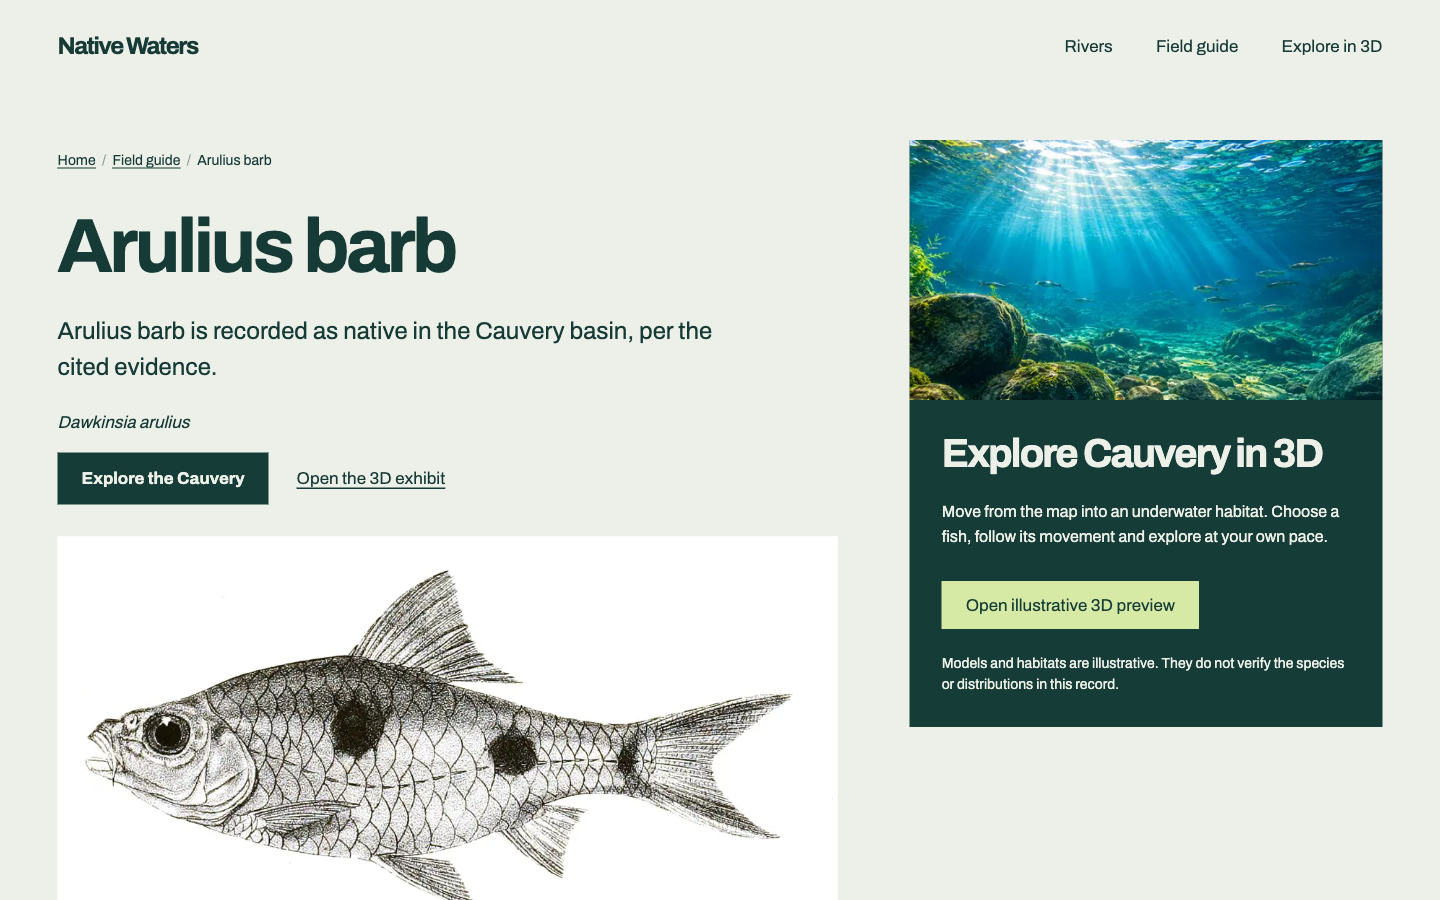 Native Waters
Rivers
Field guide
Explore in 3D
Home / Field guide / Arulius barb
Arulius barb
Arulius barb is recorded as native in the Cauvery basin, per the
cited evidence.
Dawkinsia arulius
Explore the Cauvery
Open the 3D exhibit
Explore Cauvery in 3D
Move from the map into an underwater habitat. Choose a
fish, follow its movement and explore at your own pace.
Open illustrative 3D preview
Models and habitats are illustrative. They do not verify the species
or distributions in this record.